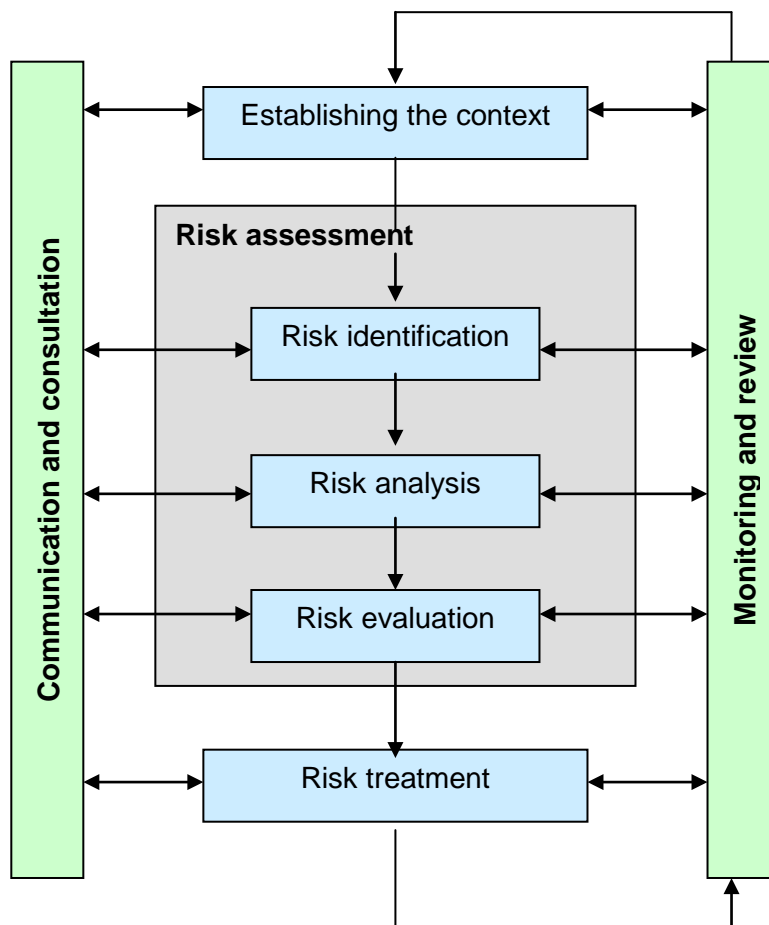 Establishing the context
Communication and consultation
Monitoring and review
Risk assessment
Risk identification
Risk analysis
Risk evaluation
Risk treatment